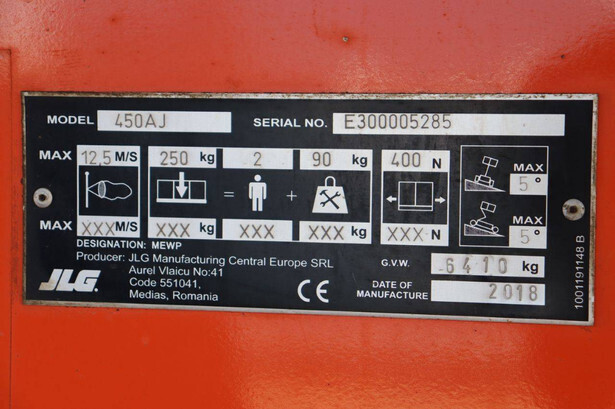 MODEL 450AJ SERIAL NO. E300005285
MAX 12,5 M/S 250 kg 2 90 kg 400 N MAX 5°
= +
MAX XXX M/S XXX kg XXX XXX kg XXX N MAX 5°
DESIGNATION: MEWP
Producer: JLG Manufacturing Central Europe SRL
Aurel Vlaicu No:41
Code 551041,
Medias, Romania
JLG.
CE
G.V.W. 6410 kg
DATE OF MANUFACTURE 2018
1001191148 B